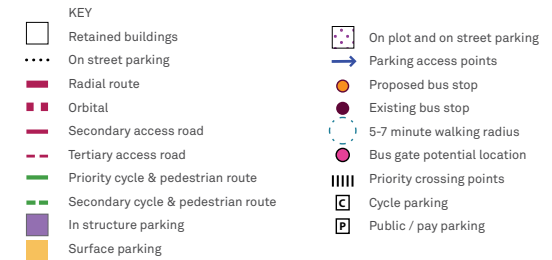 KEY
Retained buildings
On street parking
Radial route
Orbital
Secondary access road
Tertiary access road
Priority cycle & pedestrian route
Secondary cycle & pedestrian route
In structure parking
Surface parking
On plot and on street parking
Parking access points
Proposed bus stop
Existing bus stop
5-7 minute walking radius
Bus gate potential location
Priority crossing points
C Cycle parking
P Public / pay parking